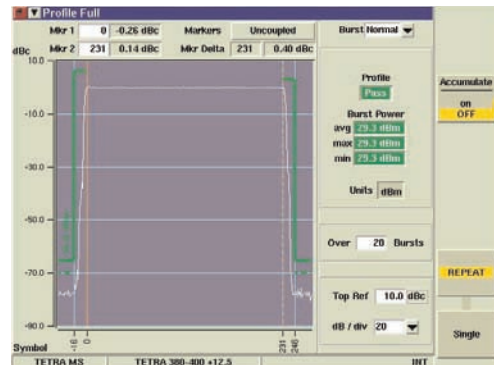 Profile Full
Mkr 1 0 -0.26 dBc Markers Uncoupled Burst Normal
Mkr 2 231 0.14 dBc Mkr Delta 231 0.40 dBc
dBc
10.0
-10.0
-30.0
-50.0
-70.0
-90.0
Symbol -16 0 231 246
Profile
Pass
Burst Power
avg 29.3 dBm
max 29.3 dBm
min 29.3 dBm
Units dBm
Over 20 Bursts
Top Ref 10.0 dBc
dB / div 20
Accumulate
on
OFF
REPEAT
Single
TETRA MS TETRA 380-400 +12.5 INT